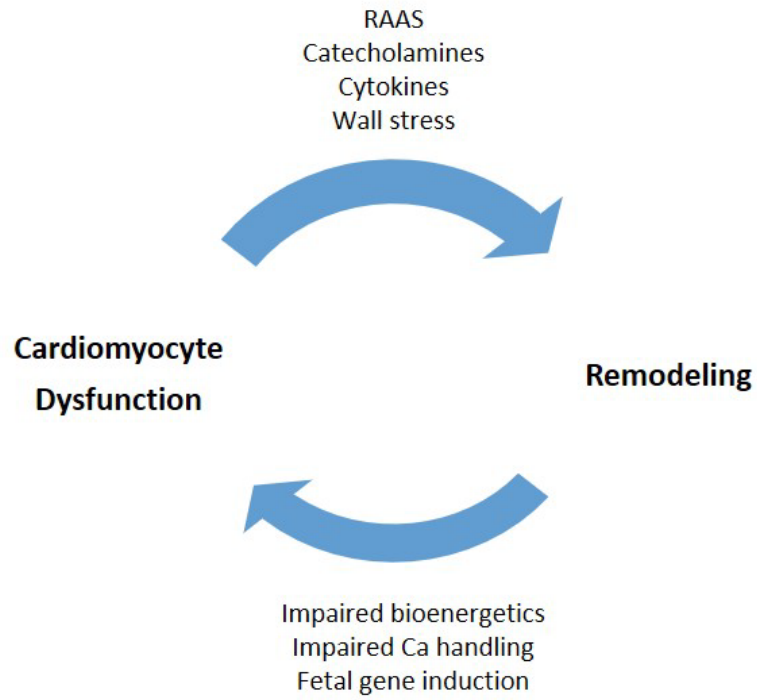 RAAS
Catecholamines
Cytokines
Wall stress
Cardiomyocyte
Dysfunction
Remodeling
Impaired bioenergetics
Impaired Ca handling
Fetal gene induction